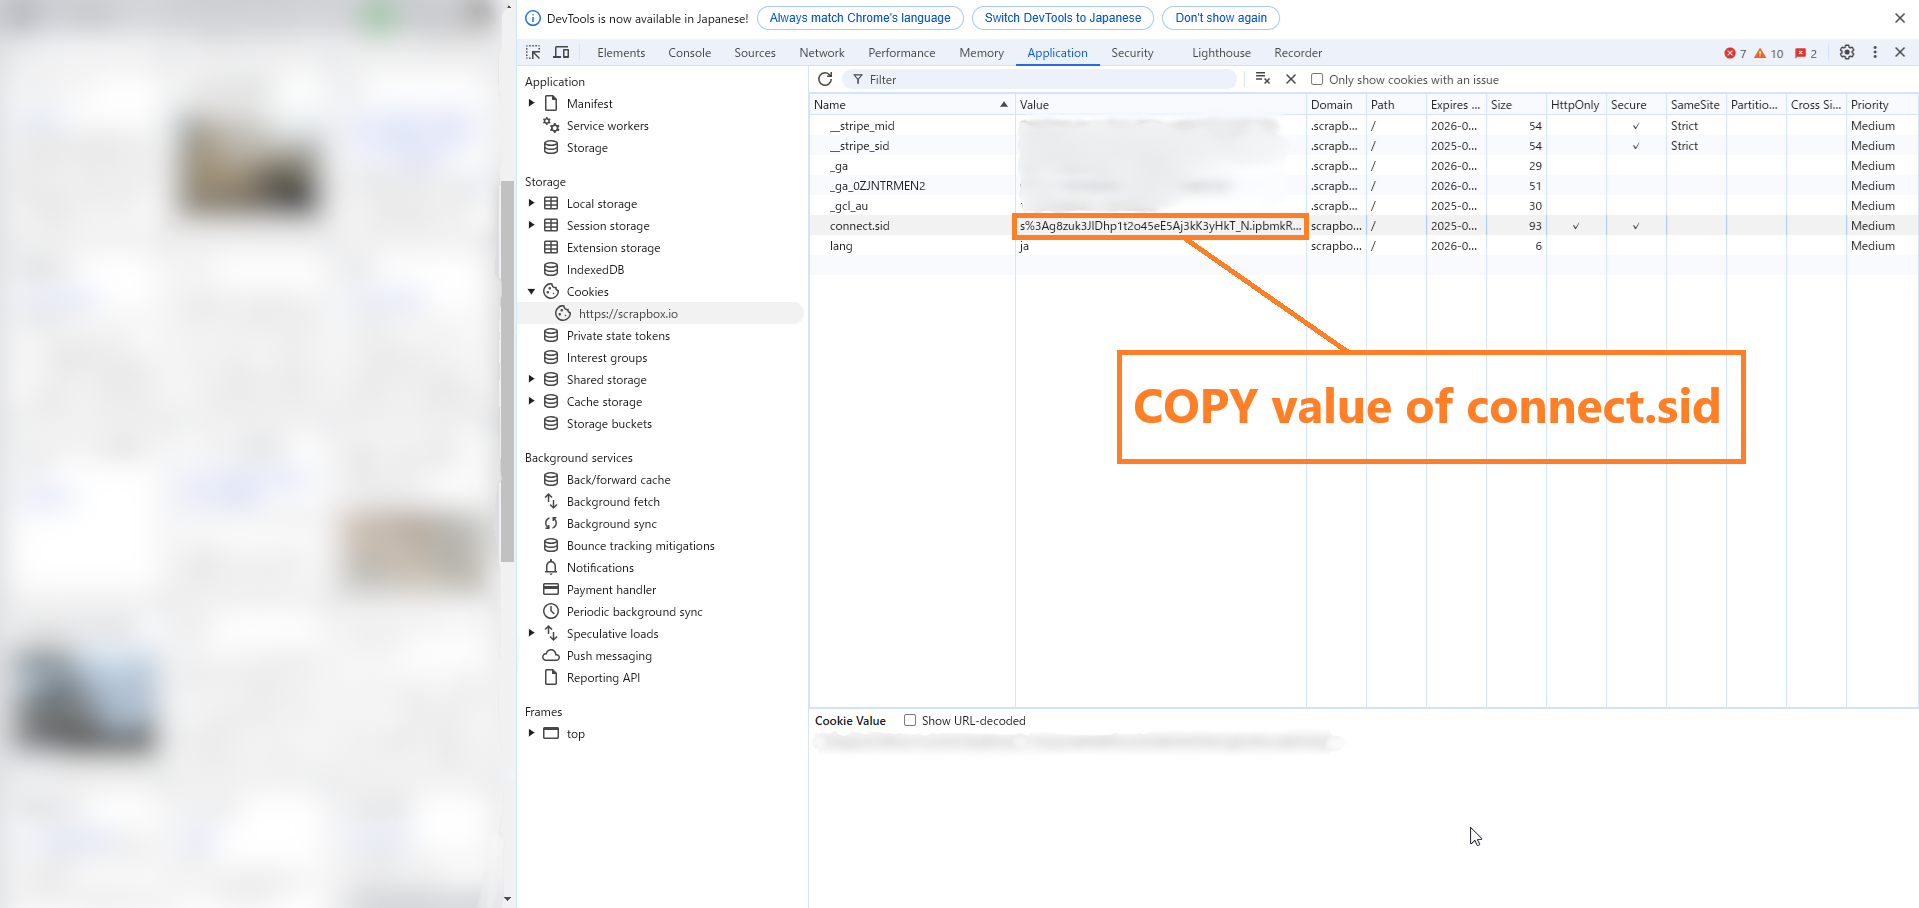 DevTools is now available in Japanese! Always match Chrome's language Switch DevTools to Japanese Don't show again
Elements Console Sources Network Performance Memory Application Security Lighthouse Recorder 7 10 2
Application
Manifest
Service workers
Storage
Storage
Local storage
Session storage
Extension storage
IndexedDB
Cookies
https://scrapbox.io
Private state tokens
Interest groups
Shared storage
Cache storage
Storage buckets
Background services
Back/forward cache
Background fetch
Background sync
Bounce tracking mitigations
Notifications
Payment handler
Periodic background sync
Speculative loads
Push messaging
Reporting API
Frames
top
Filter Only show cookies with an issue
Name Value Domain Path Expires ... Size HttpOnly Secure SameSite Partitio... Cross Si... Priority
__stripe_mid .scrapb... / 2026-0... 54 ✓ Strict Medium
__stripe_sid .scrapb... / 2025-0... 54 ✓ Strict Medium
_ga .scrapb... / 2026-0... 29 Medium
_ga_0ZJNTRMEN2 .scrapb... / 2026-0... 51 Medium
_gcl_au .scrapb... / 2025-0... 30 Medium
connect.sid scrapbo... / 2025-0... 93 ✓ ✓ Medium
lang ja scrapbo... / 2026-0... 6 Medium
COPY value of connect.sid
Cookie Value Show URL-decoded